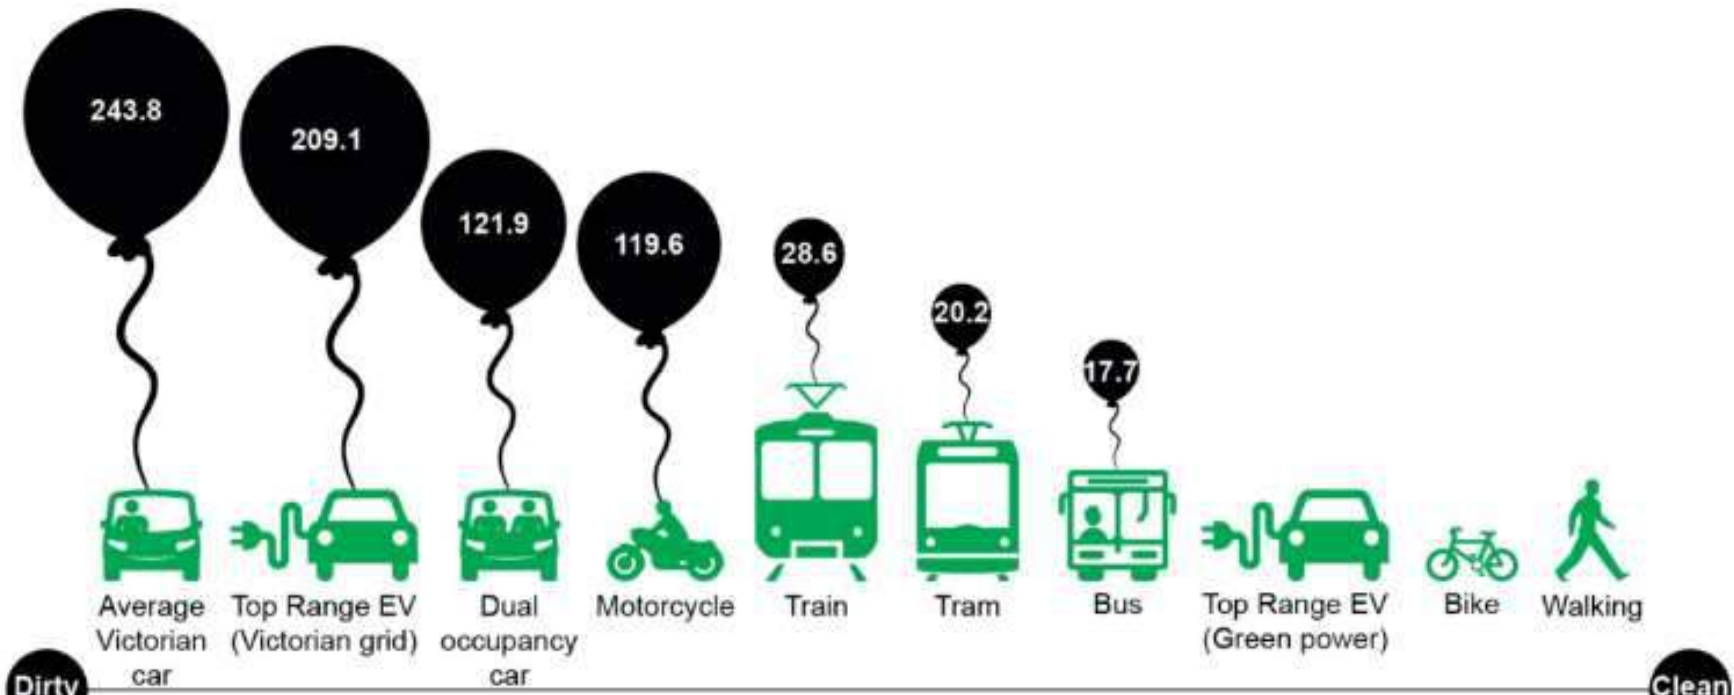 243.8
209.1
121.9
119.6
28.6
20.2
17.7
Average
Victorian
car
Top Range EV
(Victorian grid)
Dual
occupancy
car
Motorcycle
Train
Tram
Bus
Top Range EV
(Green power)
Bike
Walking
Dirty
Clean